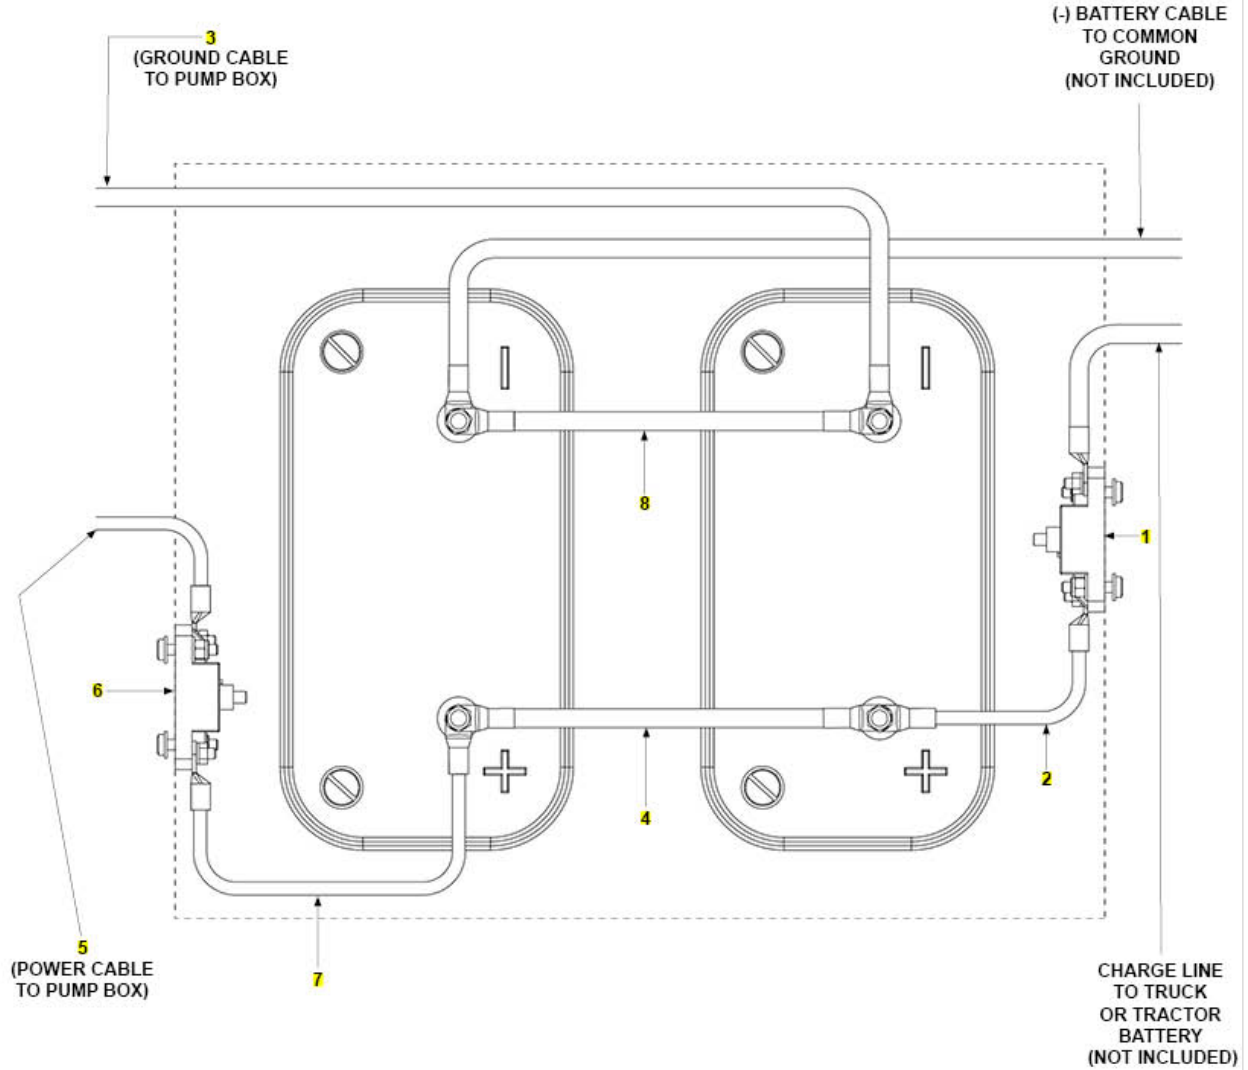 3
(GROUND CABLE
TO PUMP BOX)
(-) BATTERY CABLE
TO COMMON
GROUND
(NOT INCLUDED)
8
1
6
2
4
5
(POWER CABLE
TO PUMP BOX)
7
CHARGE LINE
TO TRUCK
OR TRACTOR
BATTERY
(NOT INCLUDED)